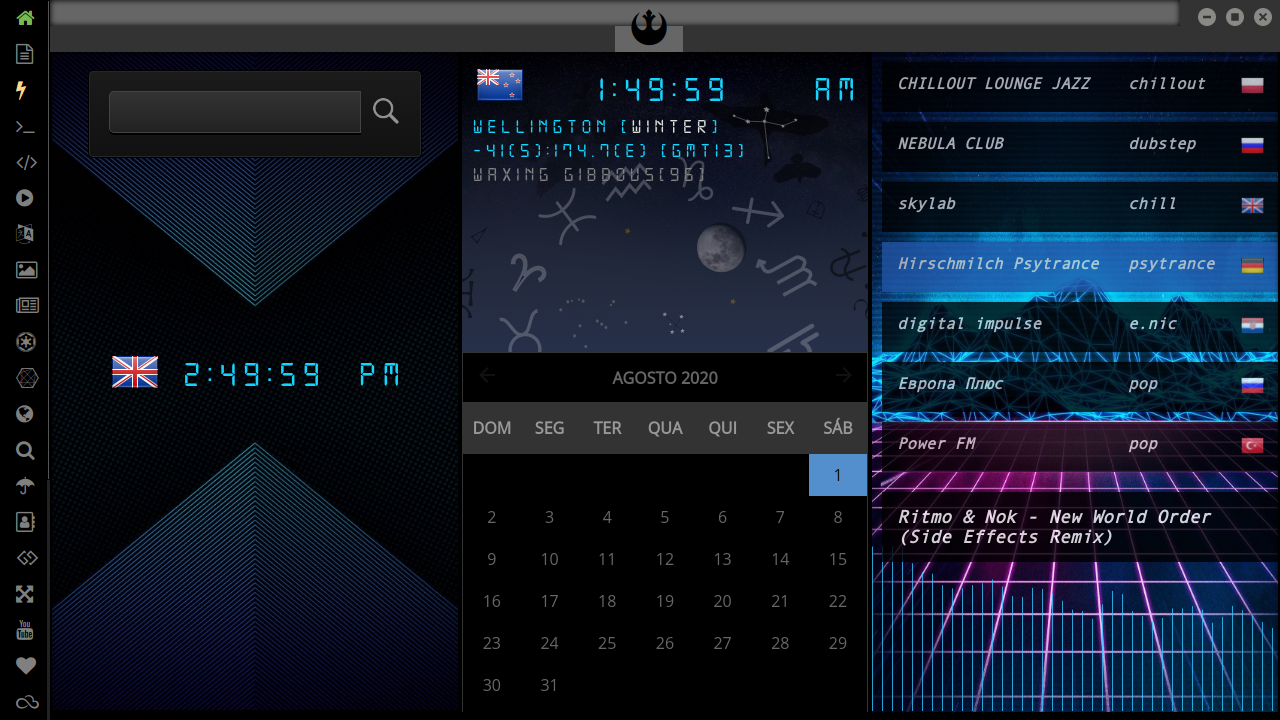 2:49:59 PM
1:49:59 AM
WELLINGTON (WINTER)
-41(S):174.7(E) (GMT13)
WAXING GIBBOUS(96)
AGOSTO 2020
DOM SEG TER QUA QUI SEX SÁB
1
2 3 4 5 6 7 8
9 10 11 12 13 14 15
16 17 18 19 20 21 22
23 24 25 26 27 28 29
30 31
CHILLOUT LOUNGE JAZZ chillout
NEBULA CLUB dubstep
skylab chill
Hirschmilch Psytrance psytrance
digital impulse e.nic
Европа Плюс pop
Power FM pop
Ritmo & Nok - New World Order
(Side Effects Remix)
You
Tube